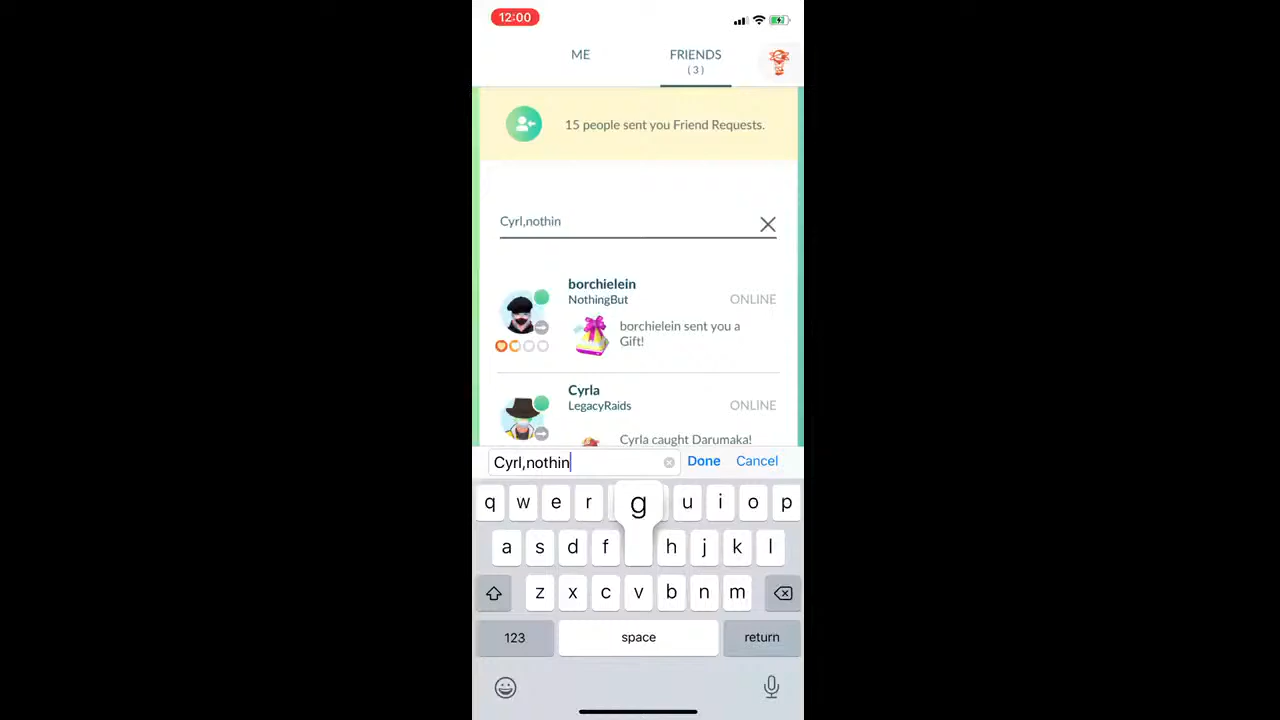 12:00
ME
FRIENDS
(3)
15 people sent you Friend Requests.
Cyrl,nothin
borchielein
NothingBut
ONLINE
borchielein sent you a
Gift!
Cyrla
LegacyRaids
ONLINE
Cyrla caught Darumaka!
Cyrl,nothin
Done
Cancel
q w e r g u i o p
a s d f h j k l
z x c v b n m
123
space
return